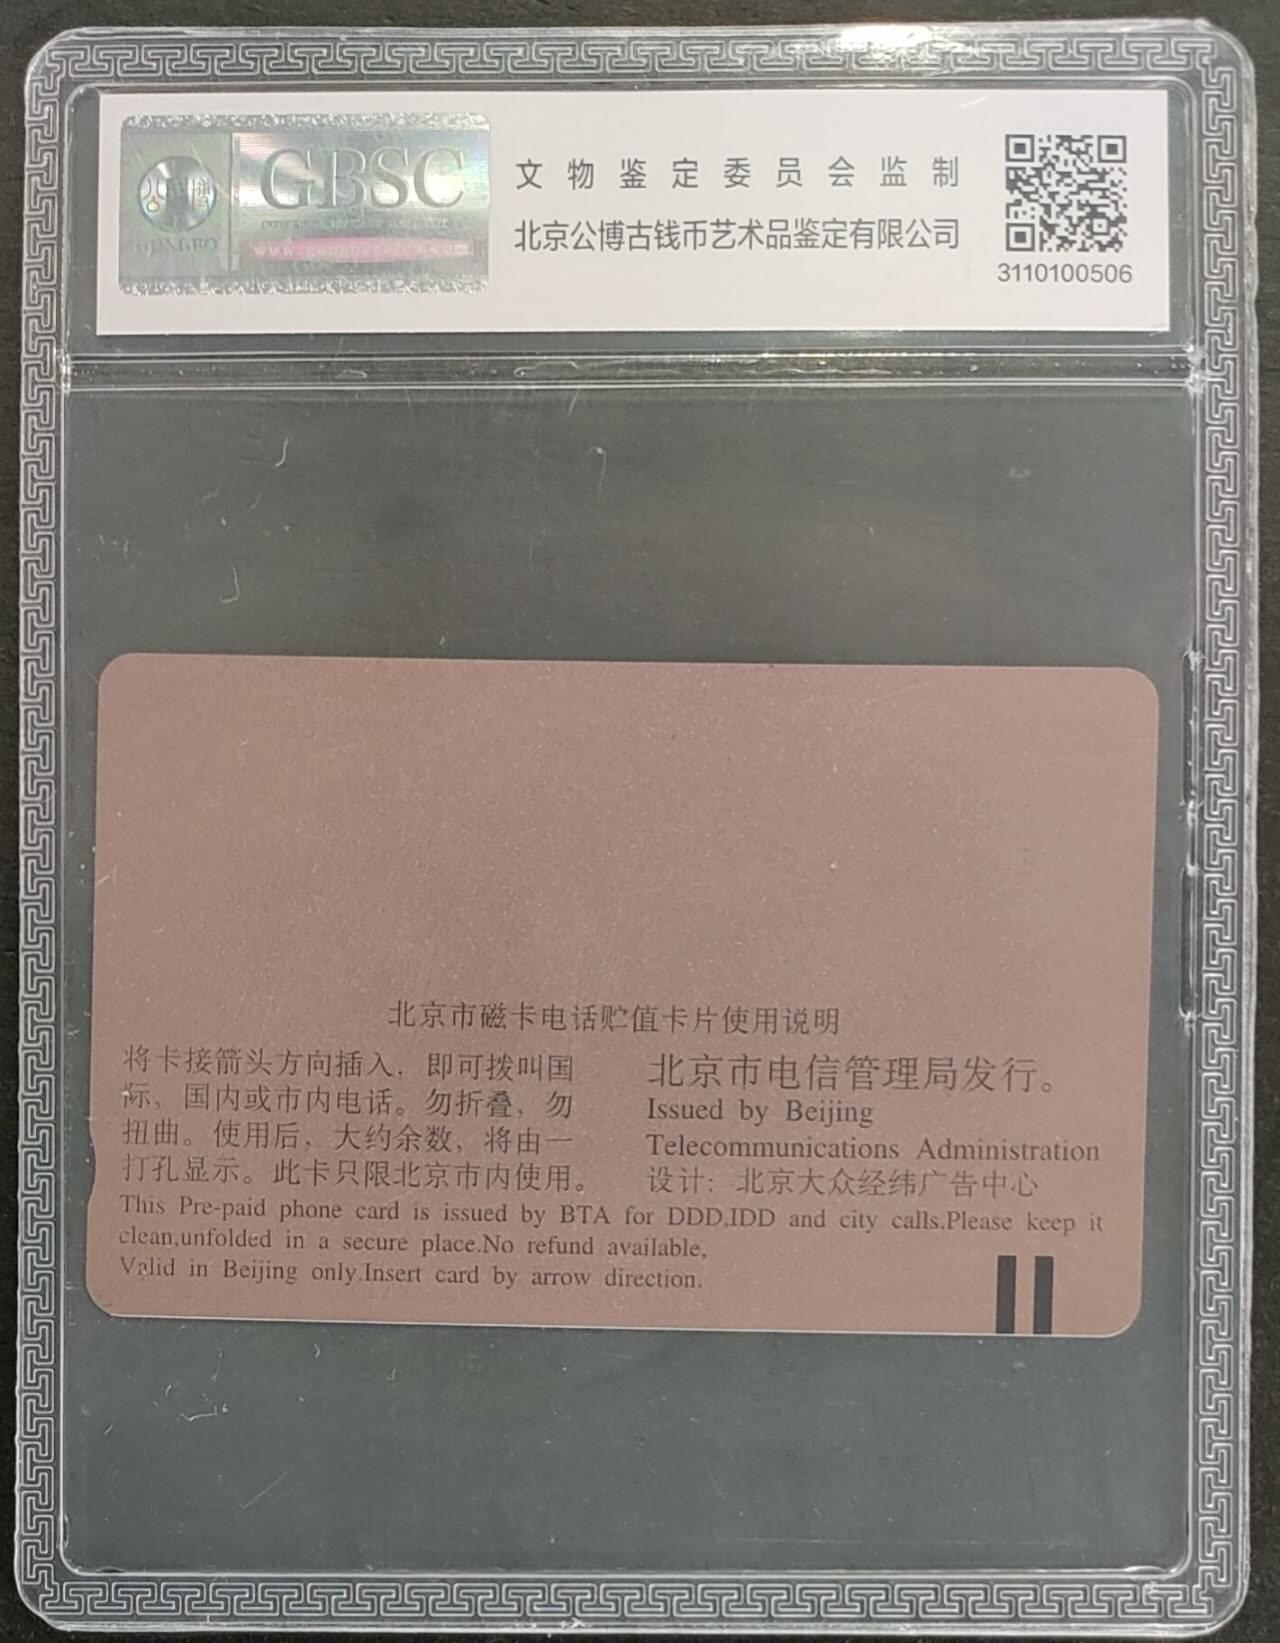 GBSC
GONGBO
文物鉴定委员会监制
北京公博古钱币艺术品鉴定有限公司
3110100506
北京市磁卡电话贮值卡片使用说明
将卡接箭头方向插入，即可拨叫国
际，国内或市内电话。勿折叠，勿
扭曲。使用后，大约余数，将由一
打孔显示。此卡只限北京市内使用。
北京市电信管理局发行。
Issued by Beijing
Telecommunications Administration
设计：北京大众经纬广告中心
This Pre-paid phone card is issued by BTA for DDD,IDD and city calls.Please keep it
clean,unfolded in a secure place.No refund available,
Valid in Beijing only.Insert card by arrow direction.